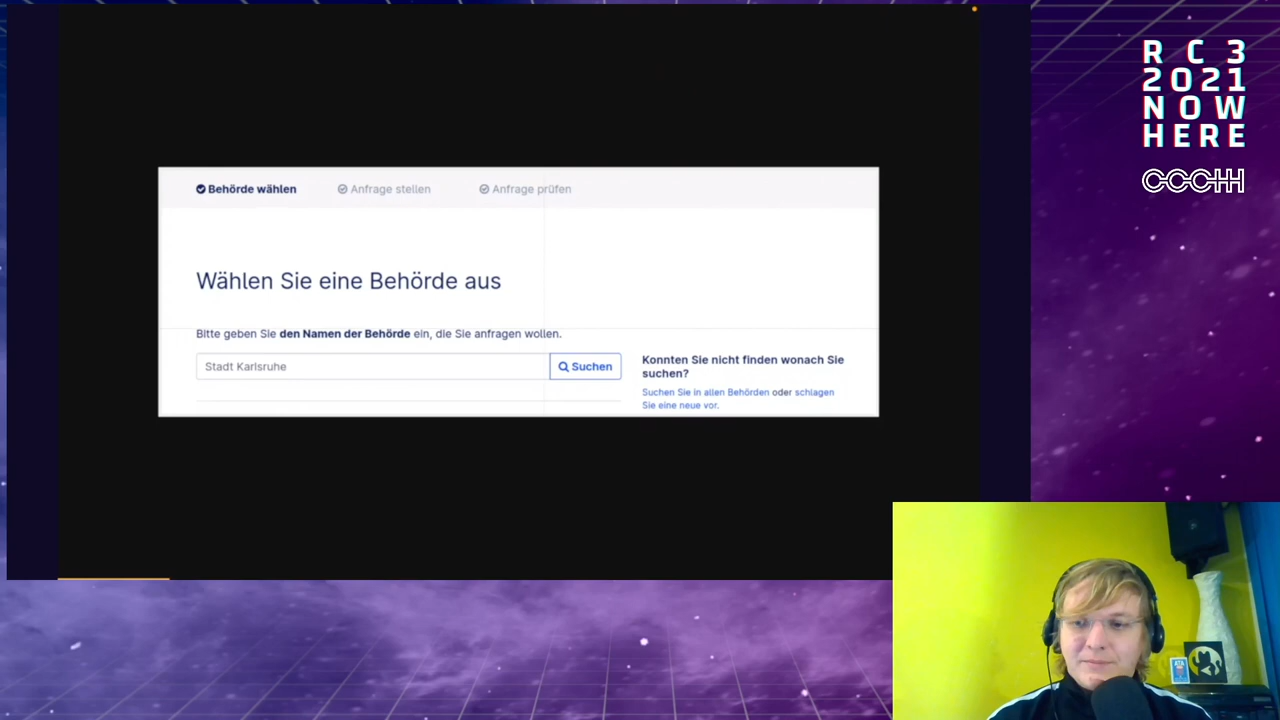 R C 3
2021
NOW
HERE
CCCHH
Behörde wählen
Anfrage stellen
Anfrage prüfen
Wählen Sie eine Behörde aus
Bitte geben Sie den Namen der Behörde ein, die Sie anfragen wollen.
Stadt Karlsruhe
Suchen
Konnten Sie nicht finden wonach Sie
suchen?
Suchen Sie in allen Behörden oder schlagen
Sie eine neue vor.